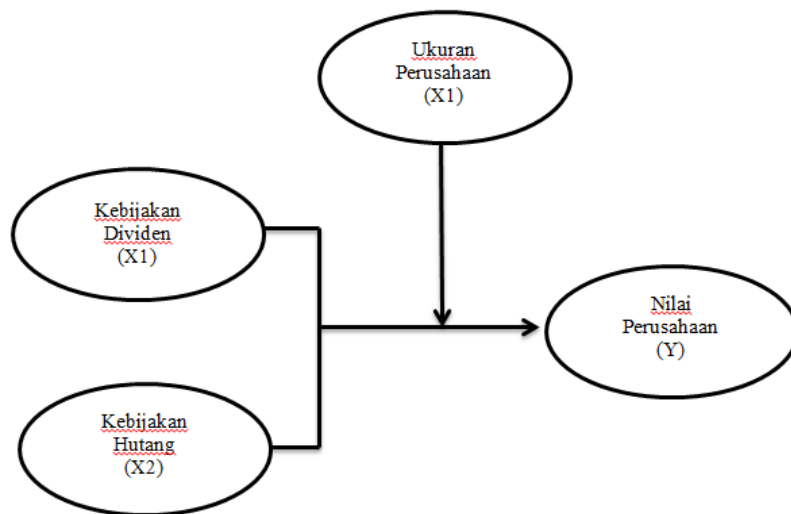 Ukuran
Perusahaan
(X1)
Kebijakan
Dividen
(X1)
Nilai
Perusahaan
(Y)
Kebijakan
Hutang
(X2)